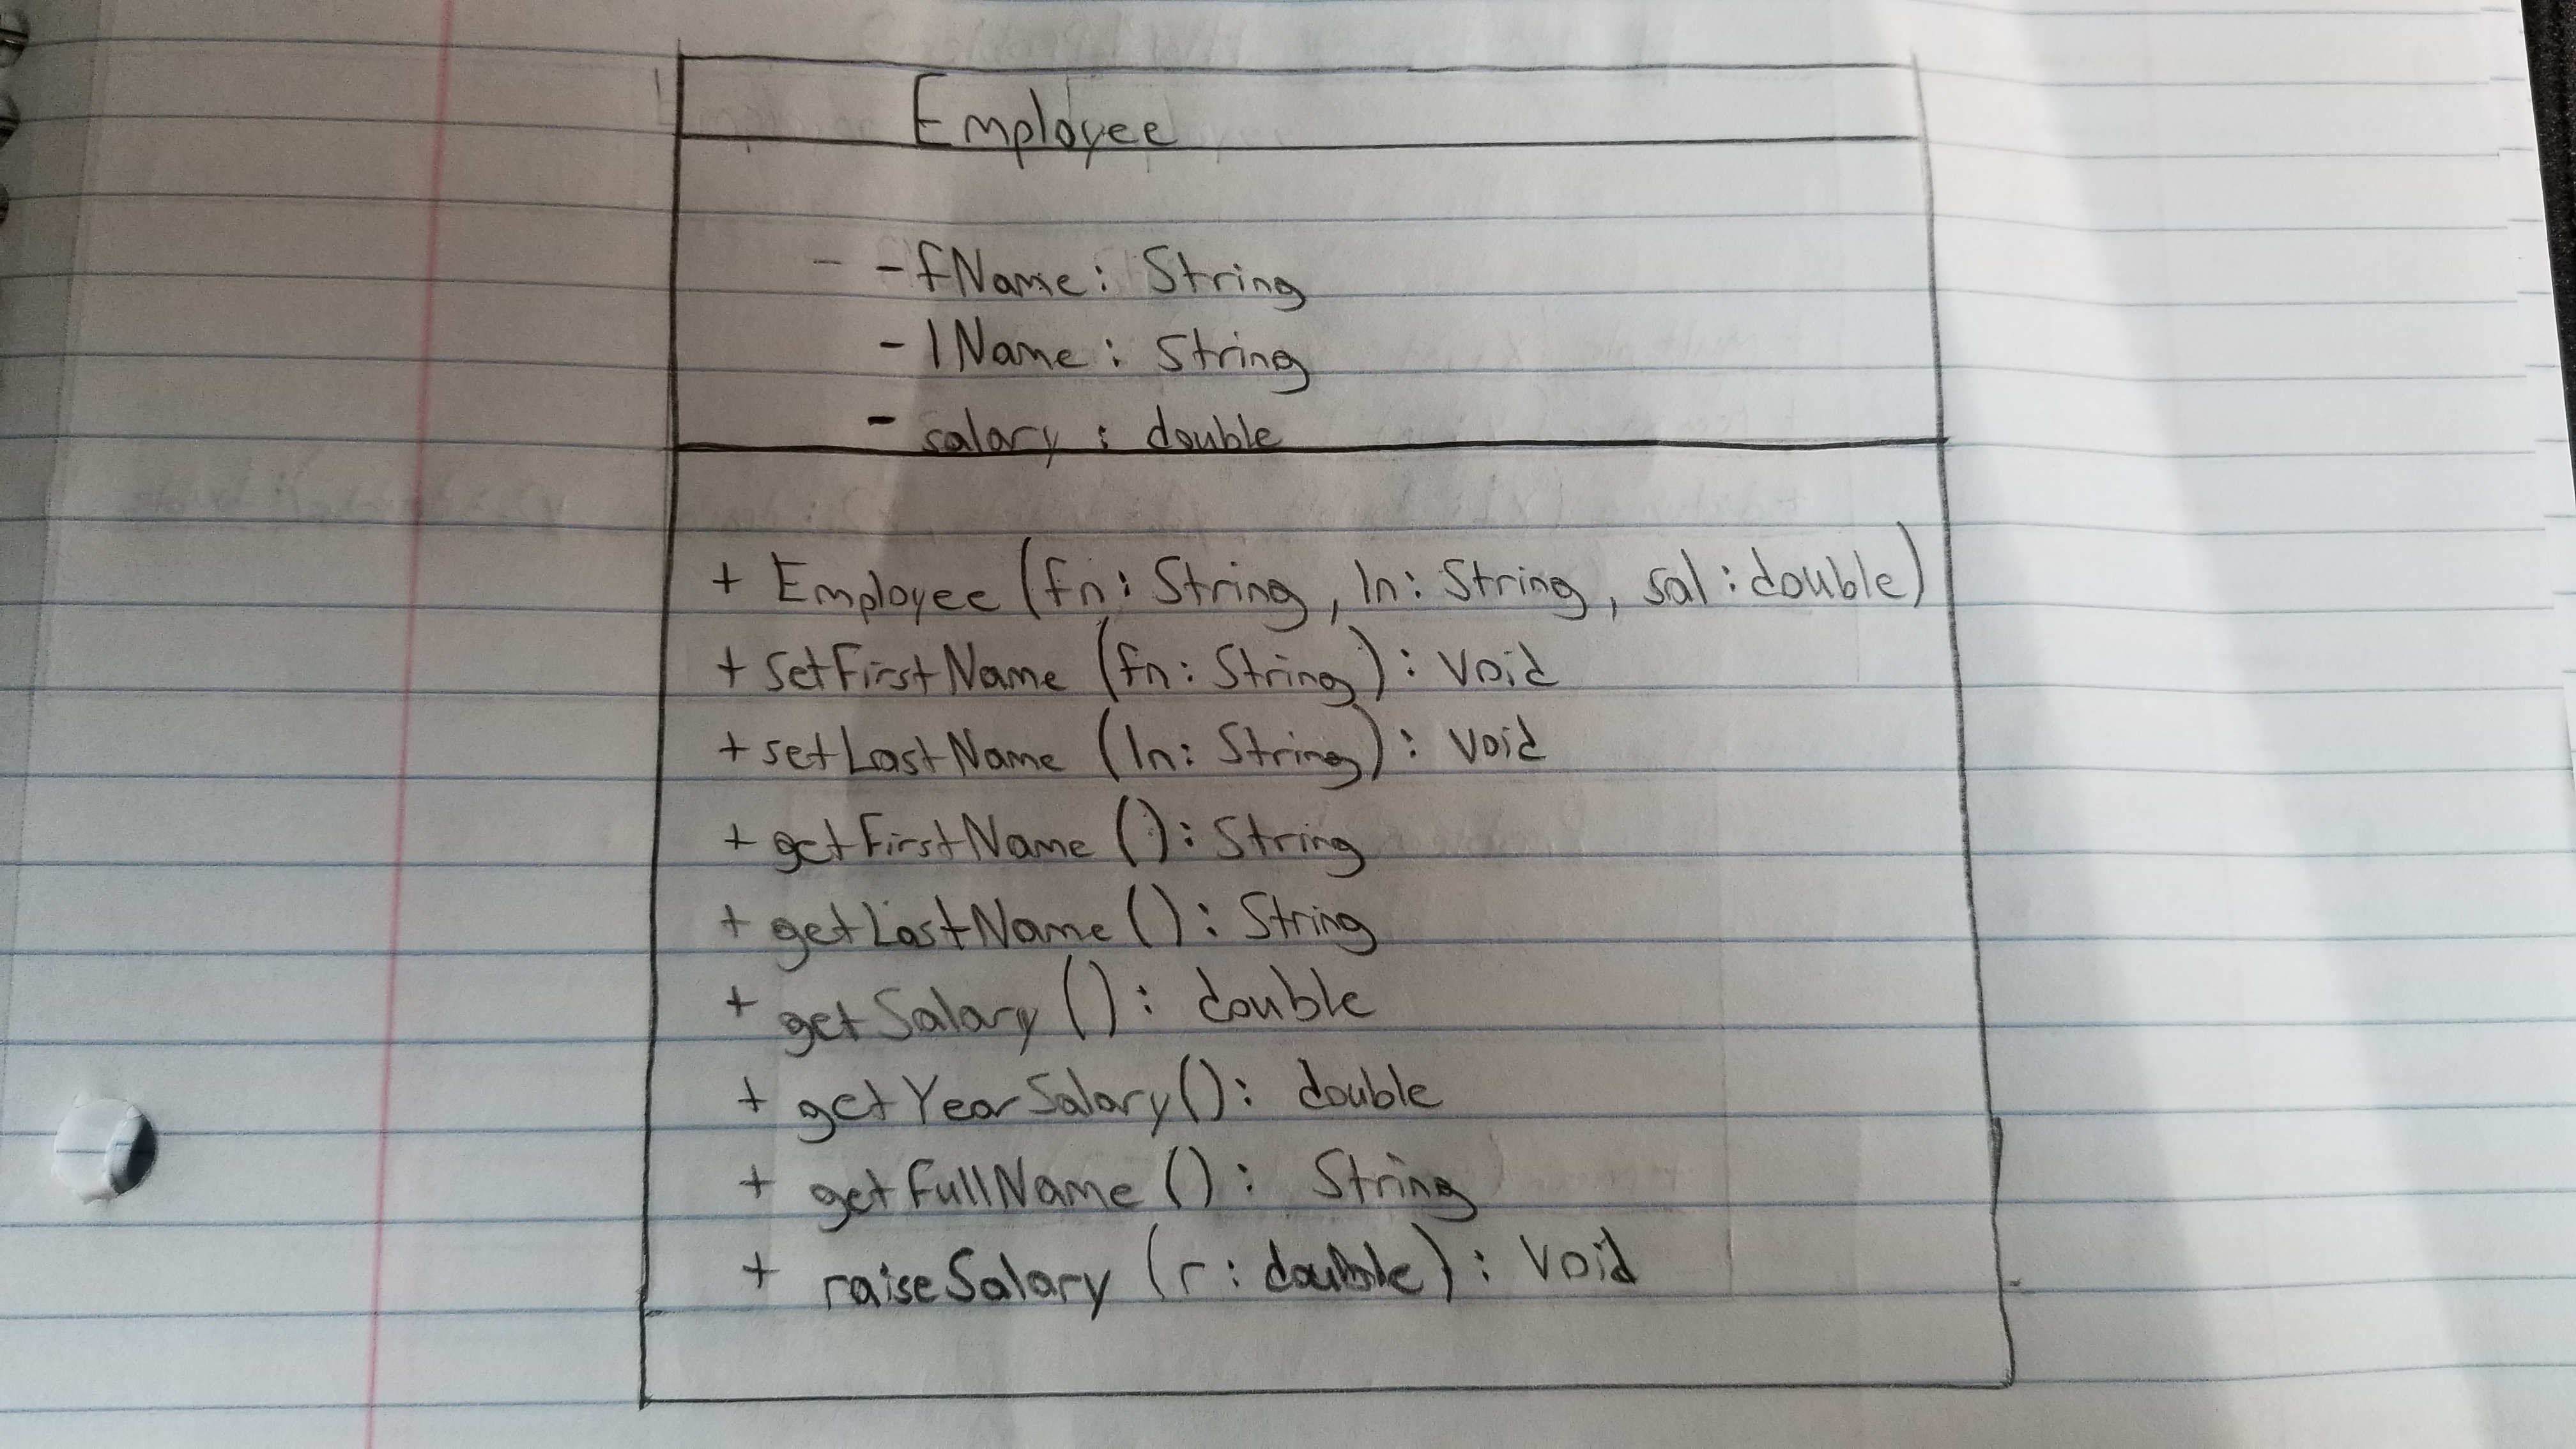 Employee
- - fName: String
- lName: String
- salary: double
+ Employee (fn: String, ln: String, sal: double)
+ setFirstName (fn: String): Void
+ setLastName (ln: String): Void
+ getFirstName (): String
+ getLastName (): String
+ getSalary (): double
+ getYearSalary(): double
+ getFullName (): String
+ raiseSalary (r: double): Void